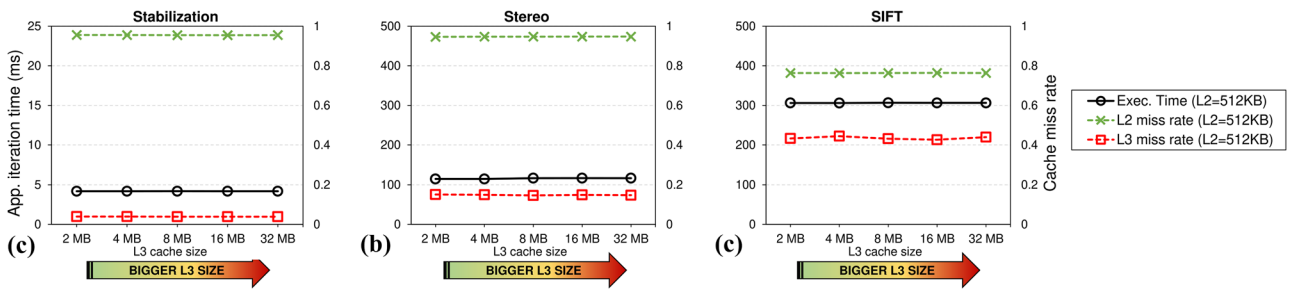 Stabilization
App. iteration time (ms)
25
20
15
10
5
0
1
0.8
0.6
0.4
0.2
0
2 MB 4 MB 8 MB 16 MB 32 MB
L3 cache size
(c)
BIGGER L3 SIZE
Stereo
500
400
300
200
100
0
1
0.8
0.6
0.4
0.2
0
2 MB 4 MB 8 MB 16 MB 32 MB
L3 cache size
(b)
BIGGER L3 SIZE
SIFT
500
400
300
200
100
0
1
0.8
0.6
0.4
0.2
0
Cache miss rate
2 MB 4 MB 8 MB 16 MB 32 MB
L3 cache size
(c)
BIGGER L3 SIZE
Exec. Time (L2=512KB)
L2 miss rate (L2=512KB)
L3 miss rate (L2=512KB)